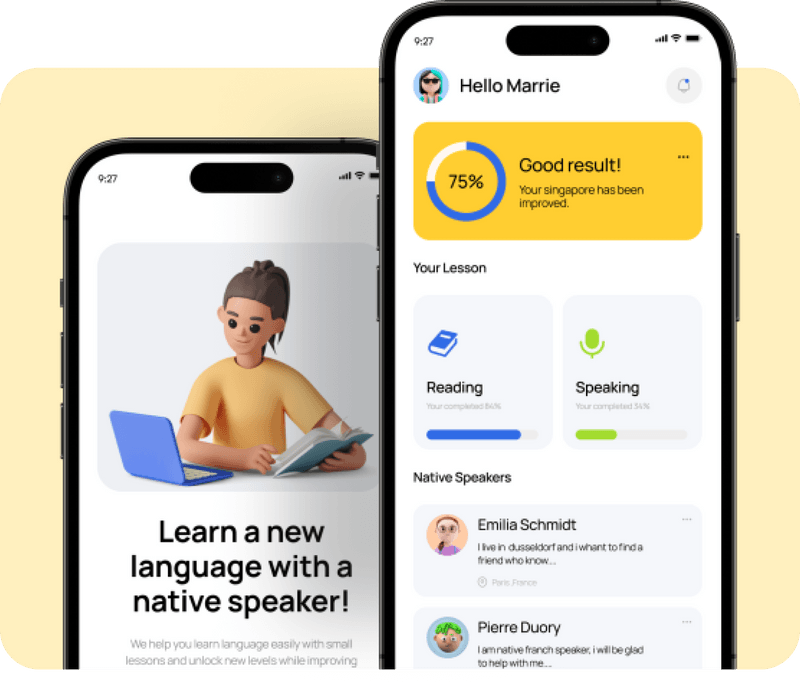 9:27
Learn a new
language with a
native speaker!
We help you learn language easily with small
lessons and unlock new levels while improving
9:27
Hello Marrie
75%
Good result!
Your singapore has been
improved.
Your Lesson
Reading
Your completed 84%
Speaking
Your completed 34%
Native Speakers
Emilia Schmidt
I live in dusseldorf and i whant to find a
friend who know....
Paris, France
Pierre Duory
I am native franch speaker, i will be glad
to help with me....